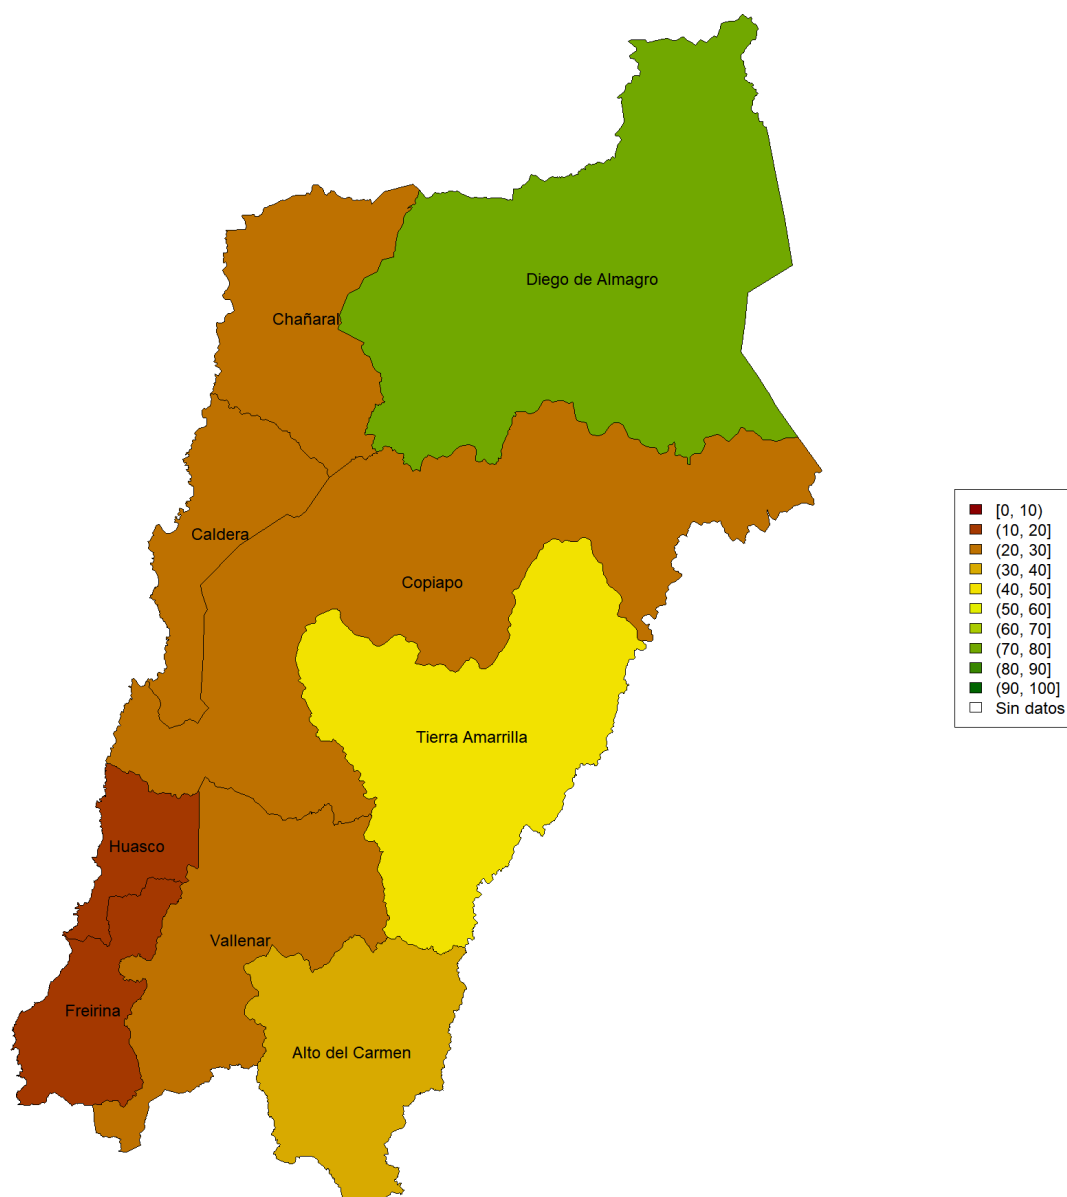 Diego de Almagro
Chañaral
Caldera
Copiapo
Tierra Amarrilla
Huasco
Vallenar
Freirina
Alto del Carmen
[0, 10)
(10, 20]
(20, 30]
(30, 40]
(40, 50]
(50, 60]
(60, 70]
(70, 80]
(80, 90]
(90, 100]
Sin datos